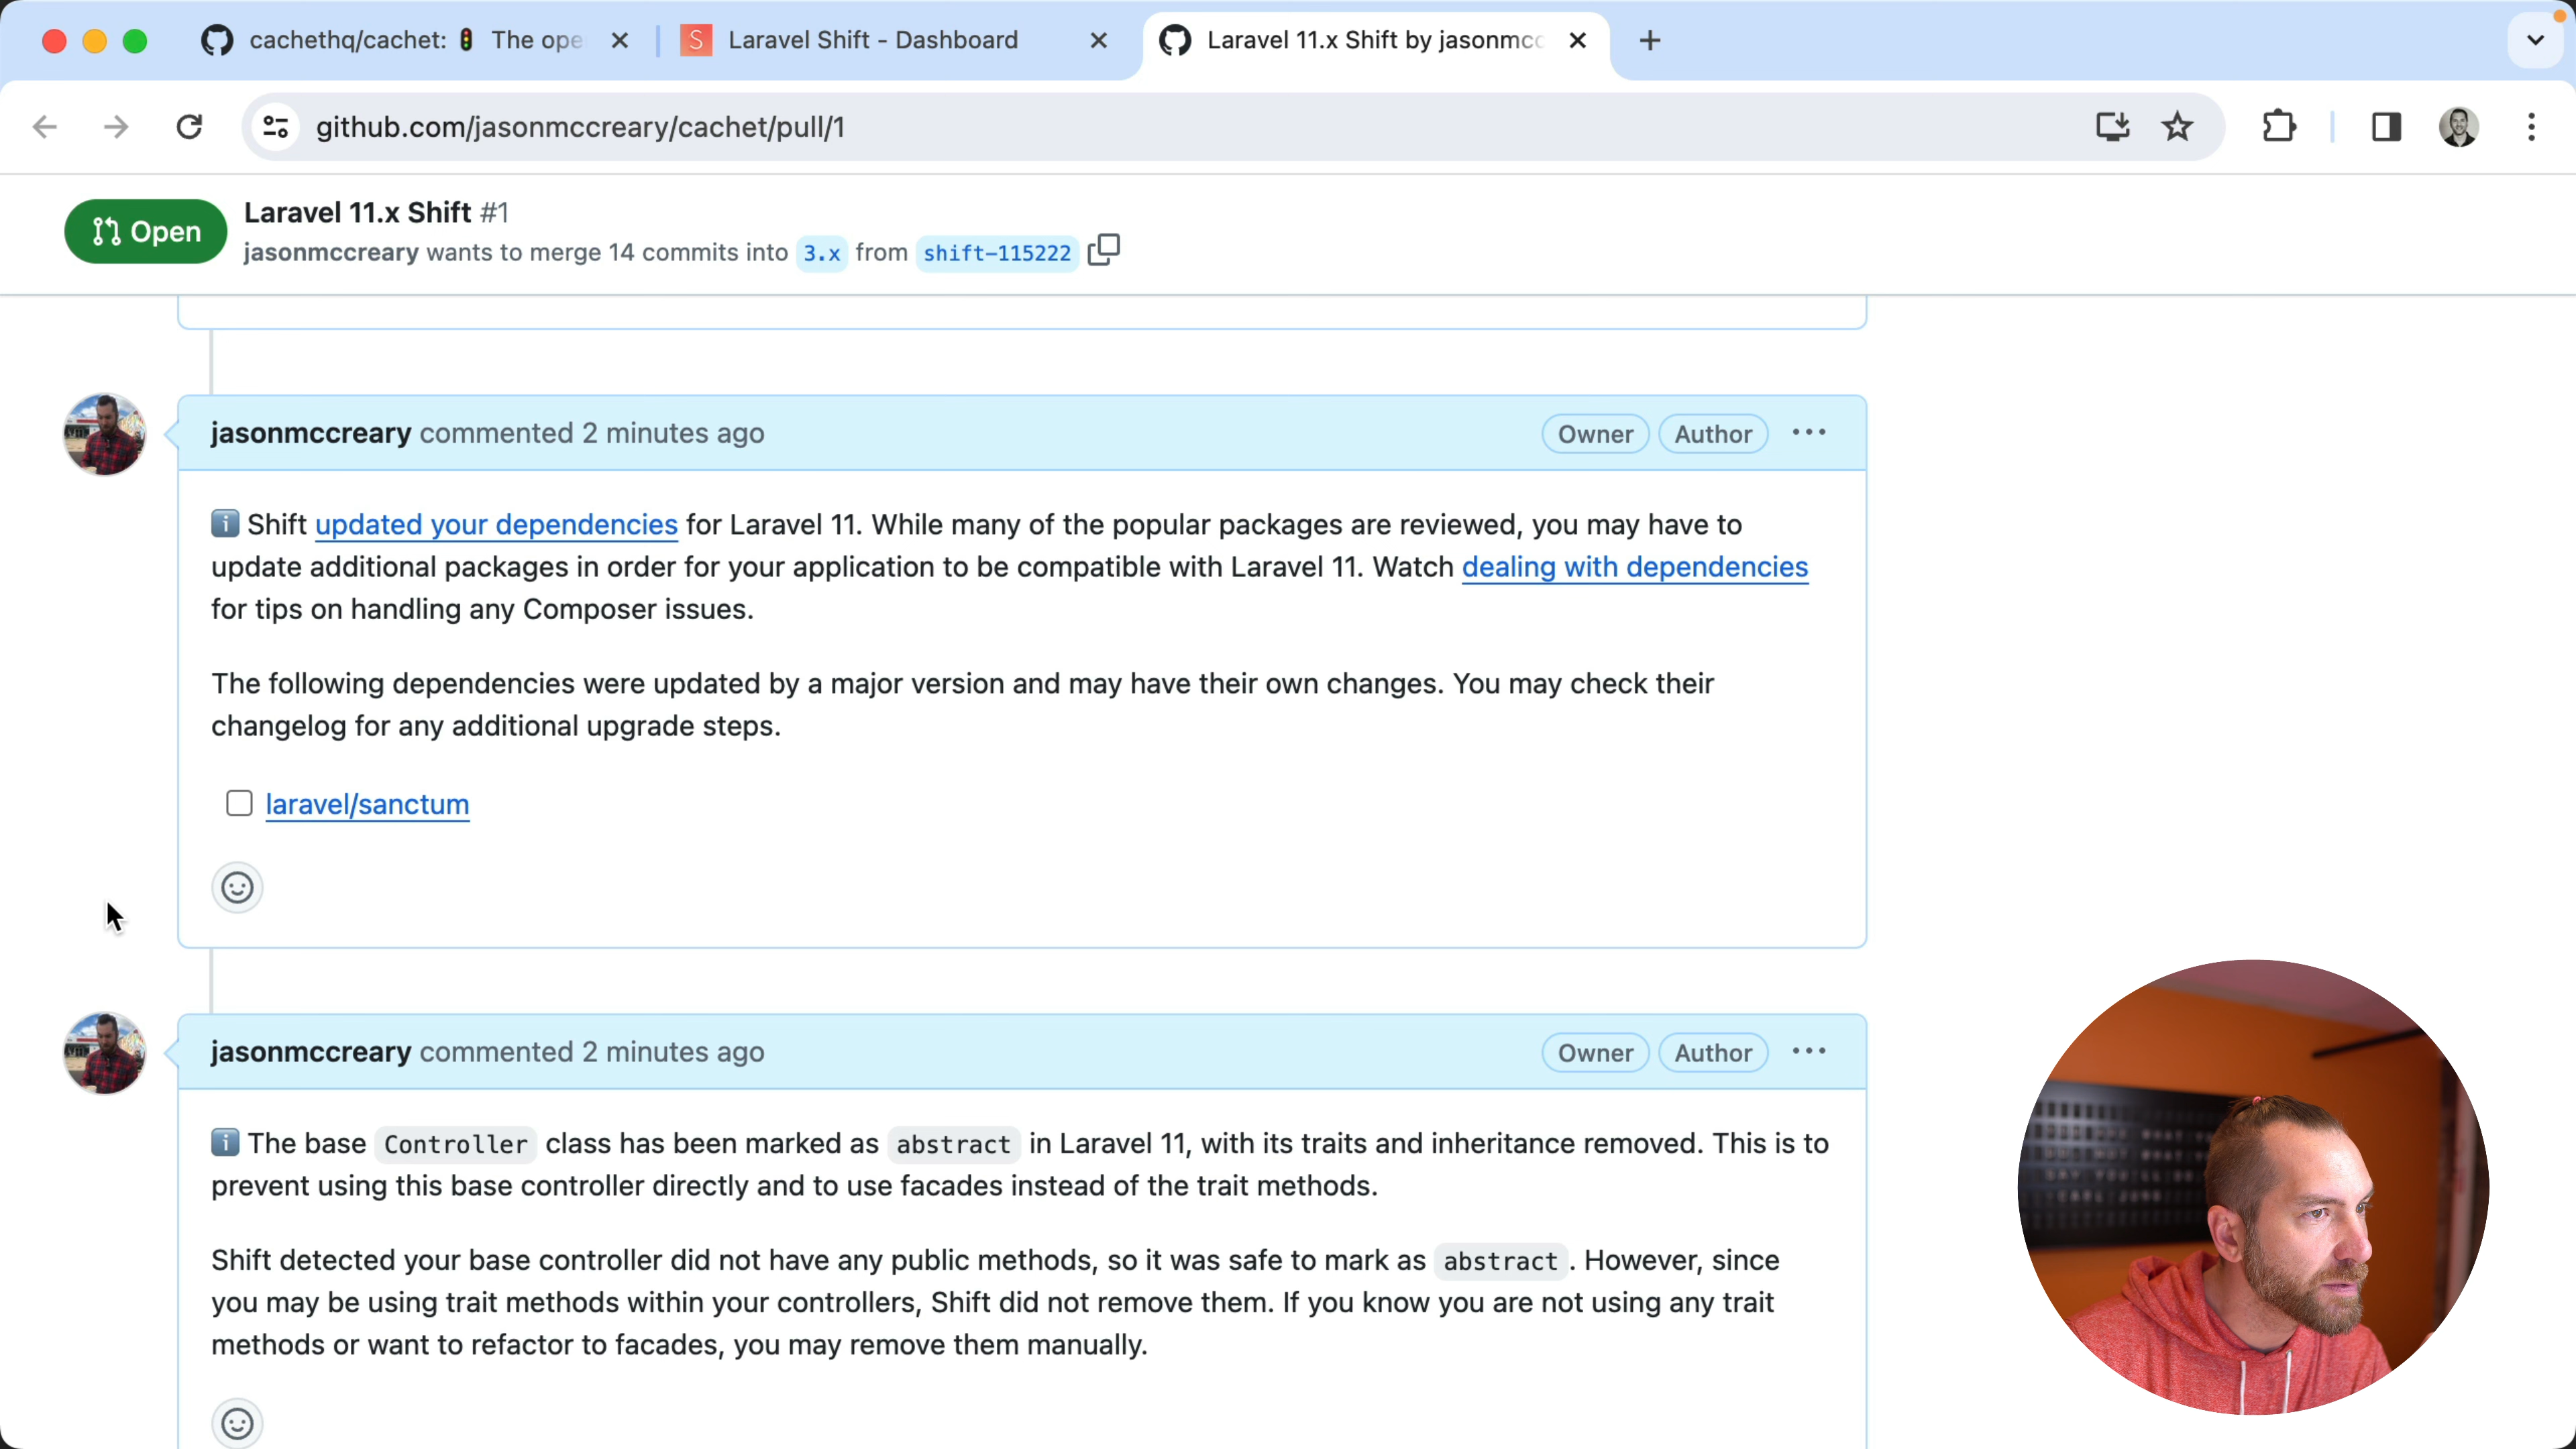 cachethq/cachet: 🚦 The ope
Laravel Shift - Dashboard
Laravel 11.x Shift by jasonmcc
github.com/jasonmccreary/cachet/pull/1
Open
Laravel 11.x Shift #1
jasonmccreary wants to merge 14 commits into 3.x from shift-115222
jasonmccreary commented 2 minutes ago
Owner
Author
ℹ️ Shift updated your dependencies for Laravel 11. While many of the popular packages are reviewed, you may have to
update additional packages in order for your application to be compatible with Laravel 11. Watch dealing with dependencies
for tips on handling any Composer issues.
The following dependencies were updated by a major version and may have their own changes. You may check their
changelog for any additional upgrade steps.
laravel/sanctum
jasonmccreary commented 2 minutes ago
Owner
Author
ℹ️ The base Controller class has been marked as abstract in Laravel 11, with its traits and inheritance removed. This is to
prevent using this base controller directly and to use facades instead of the trait methods.
Shift detected your base controller did not have any public methods, so it was safe to mark as abstract. However, since
you may be using trait methods within your controllers, Shift did not remove them. If you know you are not using any trait
methods or want to refactor to facades, you may remove them manually.